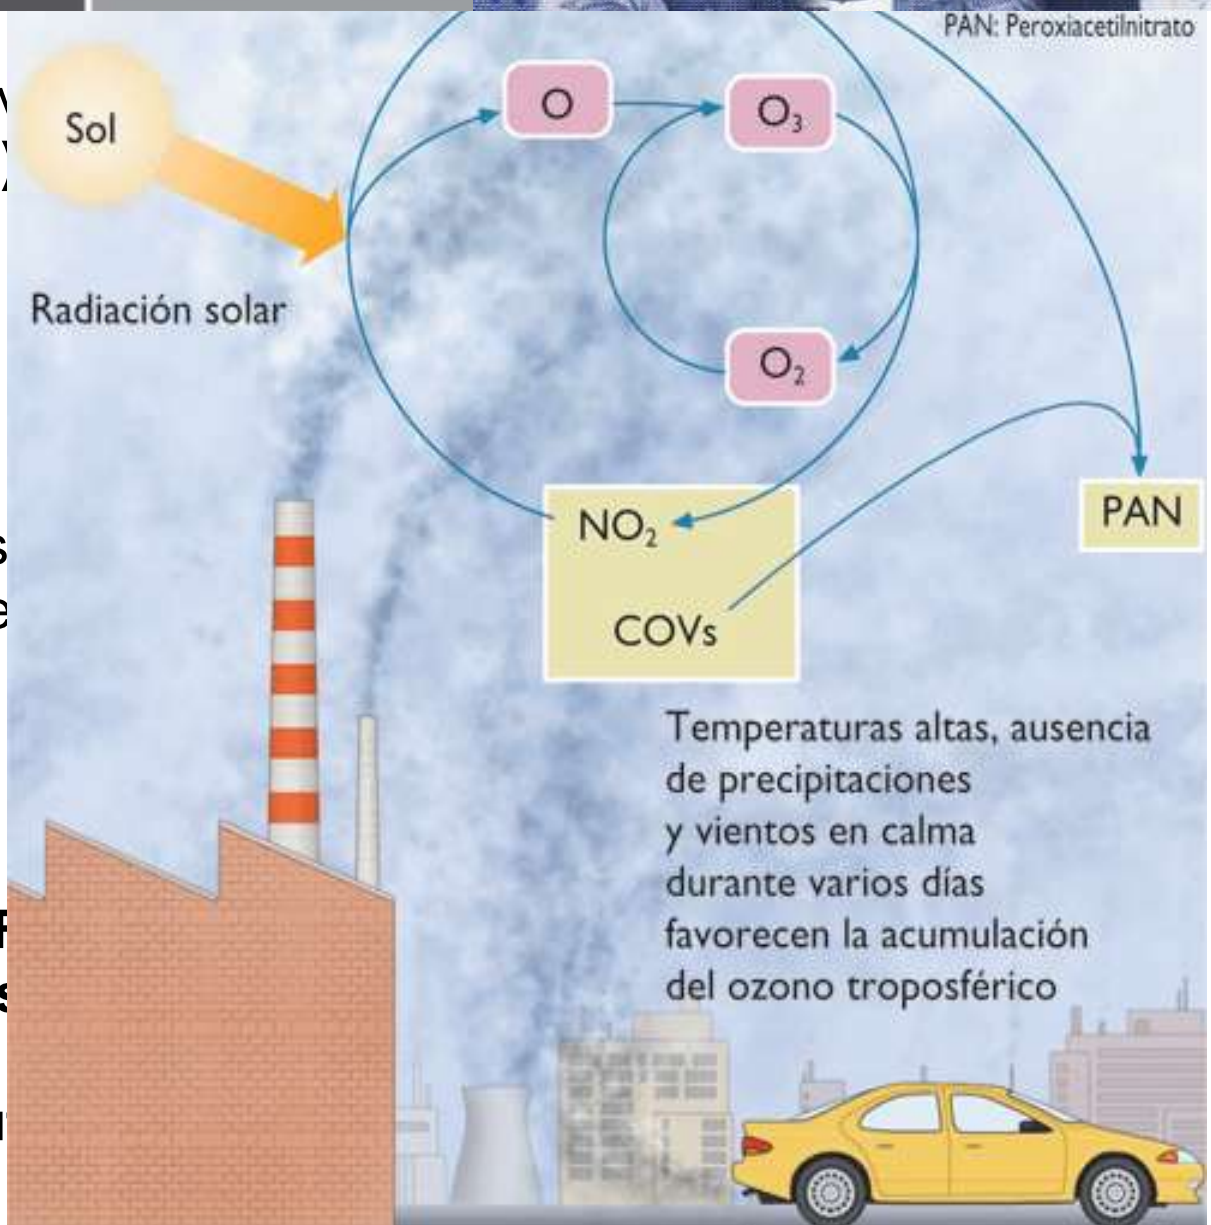 PAN: Peroxiacetilnitrato
Sol
O
O₃
Radiación solar
O₂
NO₂
PAN
COVs
Temperaturas altas, ausencia
de precipitaciones
y vientos en calma
durante varios días
favorecen la acumulación
del ozono troposférico